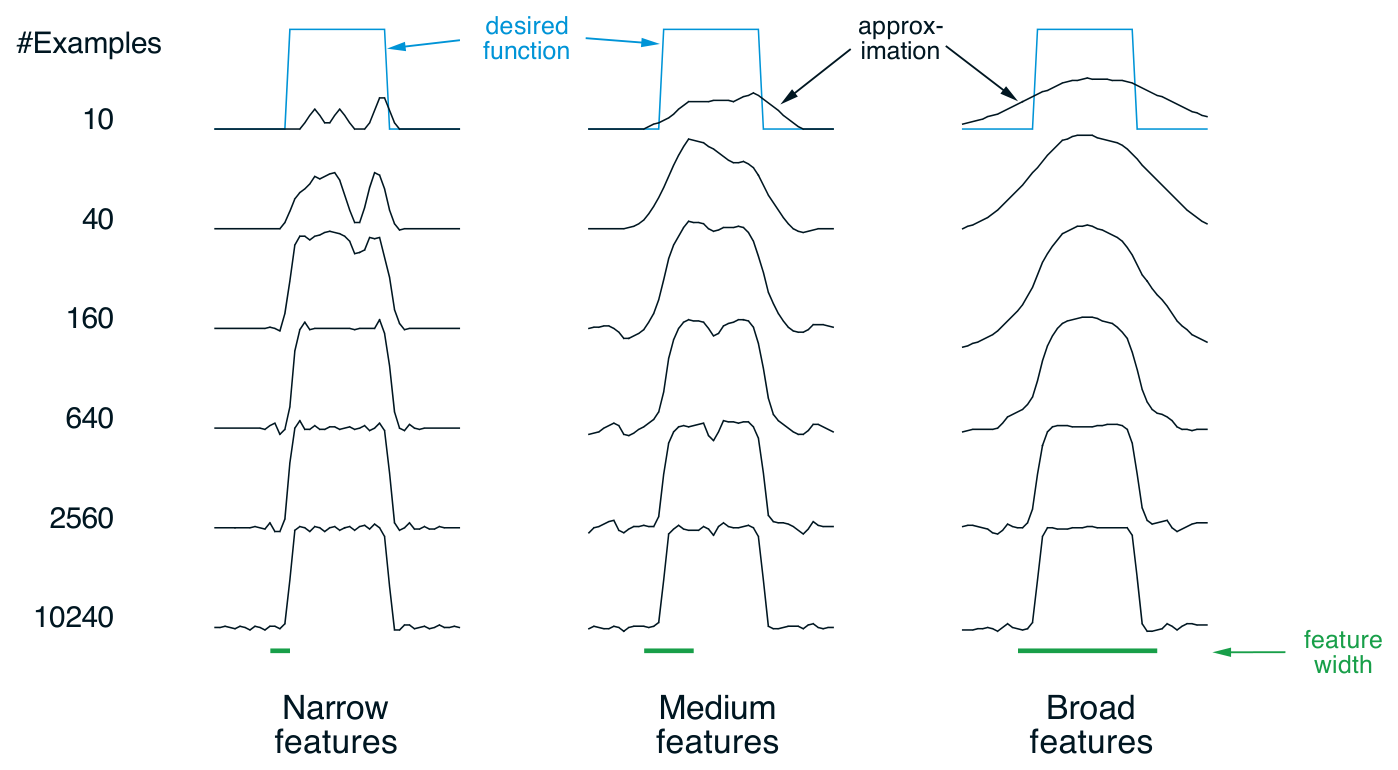 #Examples
desired
function
approx-
imation
10
40
160
640
2560
10240
feature
width
Narrow
features
Medium
features
Broad
features